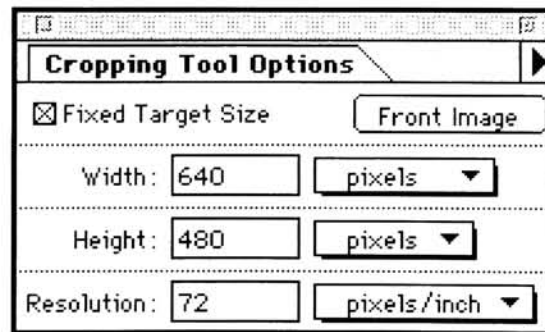 Cropping Tool Options
Fixed Target Size Front Image
Width: 640 pixels
Height: 480 pixels
Resolution: 72 pixels/inch